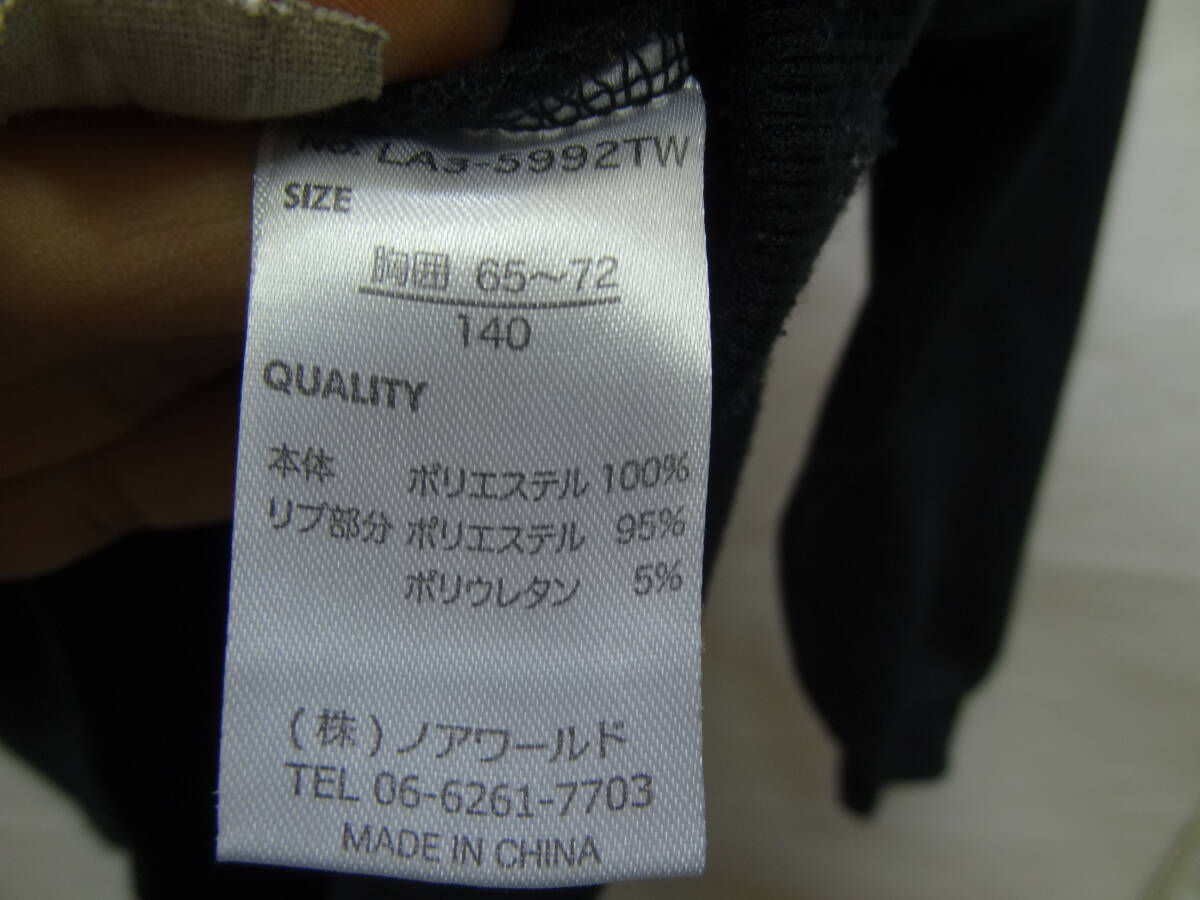 No. LA3-5992TW
SIZE
胸囲 65～72
140
QUALITY
本体 ポリエステル 100%
リブ部分 ポリエステル 95%
ポリウレタン 5%
(株)ノアワールド
TEL 06-6261-7703
MADE IN CHINA